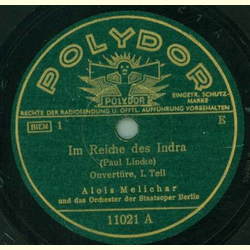 POLYDOR
POLYDOR
EINGETR. SCHUTZ-
MARKE
RECHTE DER RADIOSENDUNG U. ÖFFTL. AUFFÜHRUNG VORBEHALTEN
BIEM 1 E
Im Reiche des Indra
(Paul Lincke)
Ouvertüre, I. Teil
Alois Melichar
und das Orchester der Staatsoper Berlin
11021 A